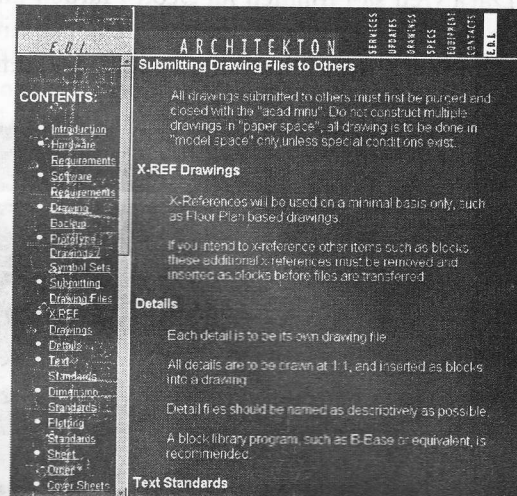 E.D.I.
ARCHITEKTON
SERVICES
UPDATES
DRAWINGS
SPECS
EQUIPMENT
CONTACTS
E.D.I.
CONTENTS:
Introduction
Hardware
Requirements
Software
Requirements
Drawing
Backup
Prototype
Drawings /
Symbol Sets
Submitting
Drawing Files
X REF
Drawings
Details
Text
Standards
Dimension
Standards
Plotting
Standards
Sheet
Order
Cover Sheets
Submitting Drawing Files to Others
All drawings submitted to others must first be purged and
closed with the "acad mnu". Do not construct multiple
drawings in "paper space", all drawing is to be done in
"model space" only, unless special conditions exist.
X-REF Drawings
X-References will be used on a minimal basis only, such
as Floor Plan based drawings.
If you intend to x-reference other items such as blocks,
these additional x-references must be removed and
inserted as blocks before files are transferred
Details
Each detail is to be its own drawing file
All details are to be drawn at 1:1, and inserted as blocks
into a drawing
Detail files should be named as descriptively as possible.
A block library program, such as B-Ease or equivalent, is
recommended.
Text Standards